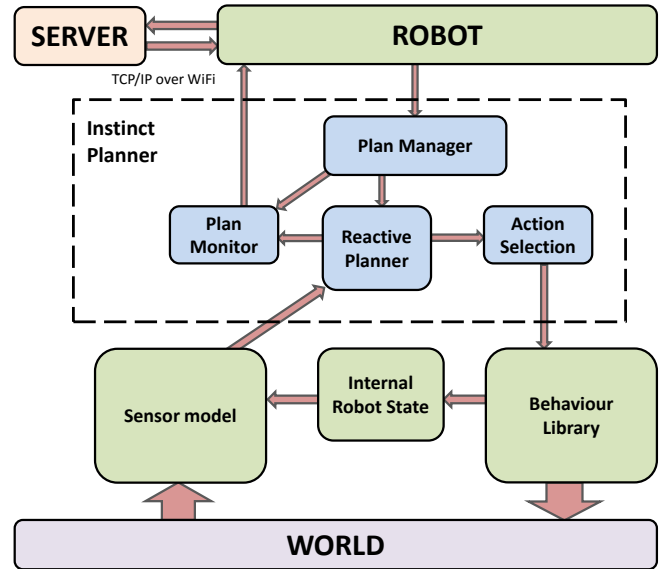 SERVER
ROBOT
TCP/IP over WiFi
Instinct
Planner
Plan Manager
Plan
Monitor
Reactive
Planner
Action
Selection
Sensor model
Internal
Robot State
Behaviour
Library
WORLD